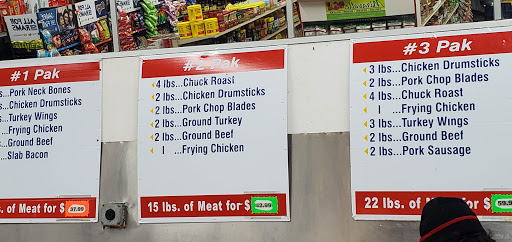 #1 Pak
...Pork Neck Bones
...Chicken Drumsticks
...Turkey Wings
...Frying Chicken
...Ground Beef
...Slab Bacon
. of Meat for $
#2 Pak
4 lbs...Chuck Roast
2 lbs...Chicken Drumsticks
2 lbs...Pork Chop Blades
2 lbs...Ground Turkey
2 lbs...Ground Beef
1 ...Frying Chicken
15 lbs. of Meat for $
#3 Pak
3 lbs...Chicken Drumsticks
2 lbs...Pork Chop Blades
4 lbs...Chuck Roast
1 ...Frying Chicken
3 lbs...Turkey Wings
2 lbs...Ground Beef
2 lbs...Pork Sausage
22 lbs. of for $